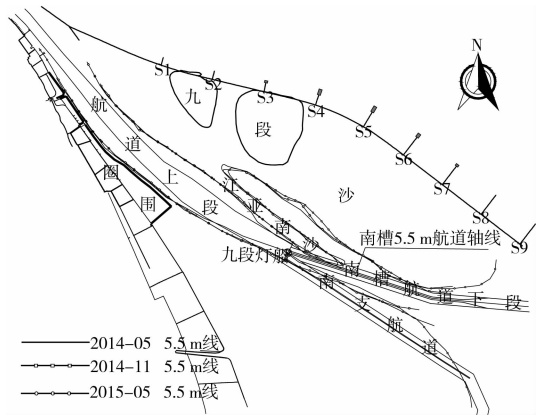 N
S1
S2
S3
S4
S5
S6
S7
S8
S9
九段沙
航道上段
圈围
江亚南沙
九段灯船
南槽5.5 m航道轴线
南槽航道下段
南支航道
2014-05 5.5 m线
2014-11 5.5 m线
2015-05 5.5 m线